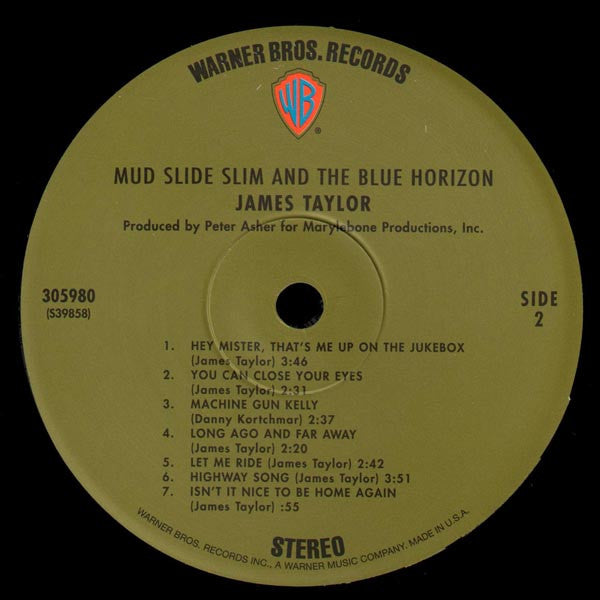 WARNER BROS. RECORDS
WB
®
MUD SLIDE SLIM AND THE BLUE HORIZON
JAMES TAYLOR
Produced by Peter Asher for Marylebone Productions, Inc.
305980
(S39858)
SIDE
2
1. HEY MISTER, THAT'S ME UP ON THE JUKEBOX
(James Taylor) 3:46
2. YOU CAN CLOSE YOUR EYES
(James Taylor) 2:31
3. MACHINE GUN KELLY
(Danny Kortchmar) 2:37
4. LONG AGO AND FAR AWAY
(James Taylor) 2:20
5. LET ME RIDE (James Taylor) 2:42
6. HIGHWAY SONG (James Taylor) 3:51
7. ISN'T IT NICE TO BE HOME AGAIN
(James Taylor) :55
STEREO
WARNER BROS. RECORDS INC., A WARNER MUSIC COMPANY. MADE IN U.S.A.